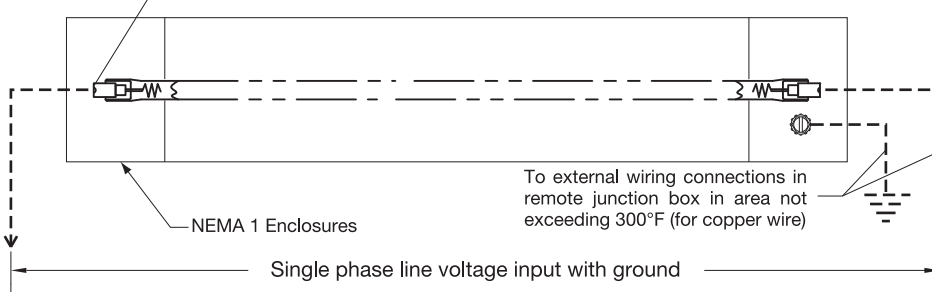 To external wiring connections in
remote junction box in area not
exceeding 300°F (for copper wire)
NEMA 1 Enclosures
Single phase line voltage input with ground